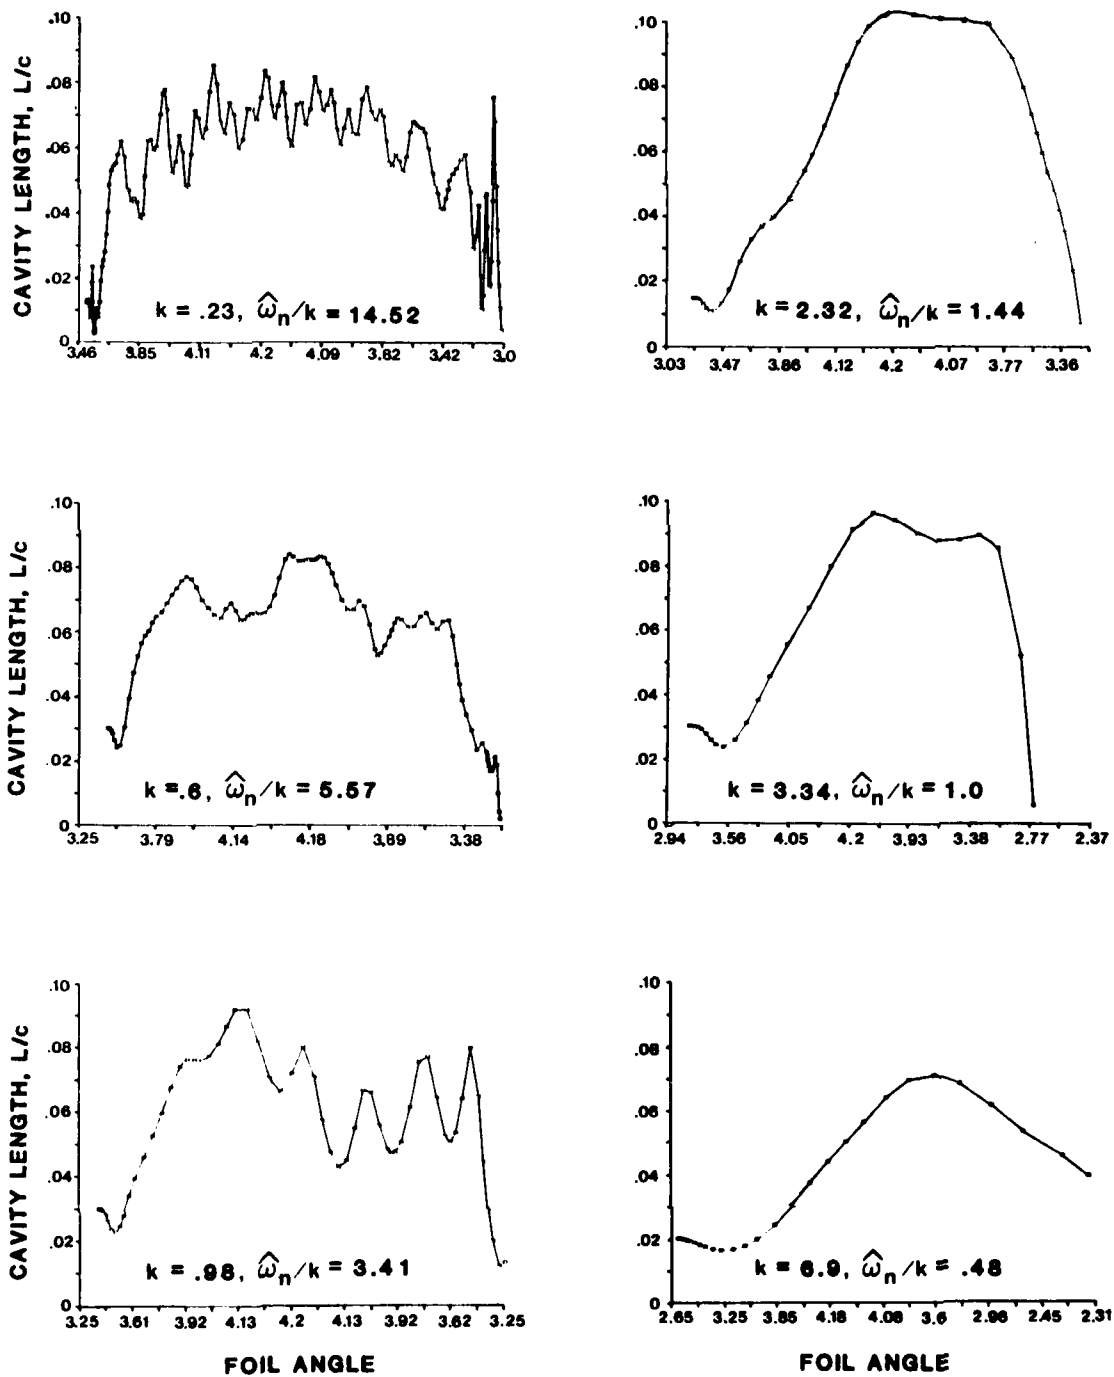 CAVITY LENGTH, L/c
.10
.08
.06
.04
.02
0
k = .23, ω̂n/k = 14.52
3.46 3.85 4.11 4.2 4.09 3.82 3.42 3.0
.10
.08
.06
.04
.02
0
k = 2.32, ω̂n/k = 1.44
3.03 3.47 3.86 4.12 4.2 4.07 3.77 3.36
CAVITY LENGTH, L/c
.10
.08
.06
.04
.02
0
k = .6, ω̂n/k = 5.57
3.25 3.79 4.14 4.18 3.89 3.38
.10
.08
.06
.04
.02
0
k = 3.34, ω̂n/k = 1.0
2.94 3.56 4.05 4.2 3.93 3.38 2.77 2.37
CAVITY LENGTH, L/c
.10
.08
.06
.04
.02
0
k = .98, ω̂n/k = 3.41
3.25 3.61 3.92 4.13 4.2 4.13 3.92 3.62 3.25
FOIL ANGLE
.10
.08
.06
.04
.02
0
k = 6.9, ω̂n/k = .48
2.65 3.25 3.85 4.18 4.08 3.6 2.96 2.45 2.31
FOIL ANGLE